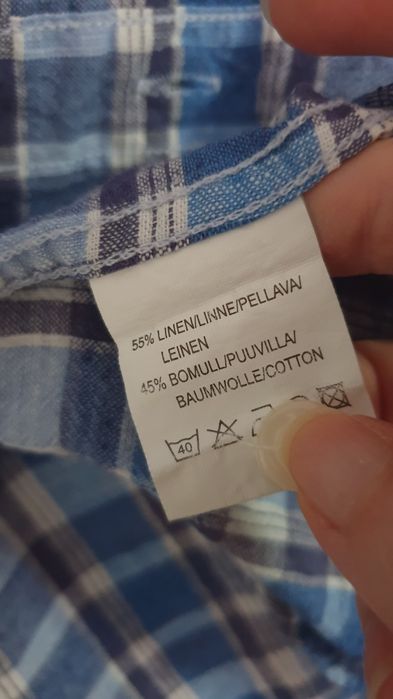 55% LINEN/LINNE/PELLAVA/
LEINEN
45% BOMULL/PUUVILLA/
BAUMWOLLE/COTTON
40